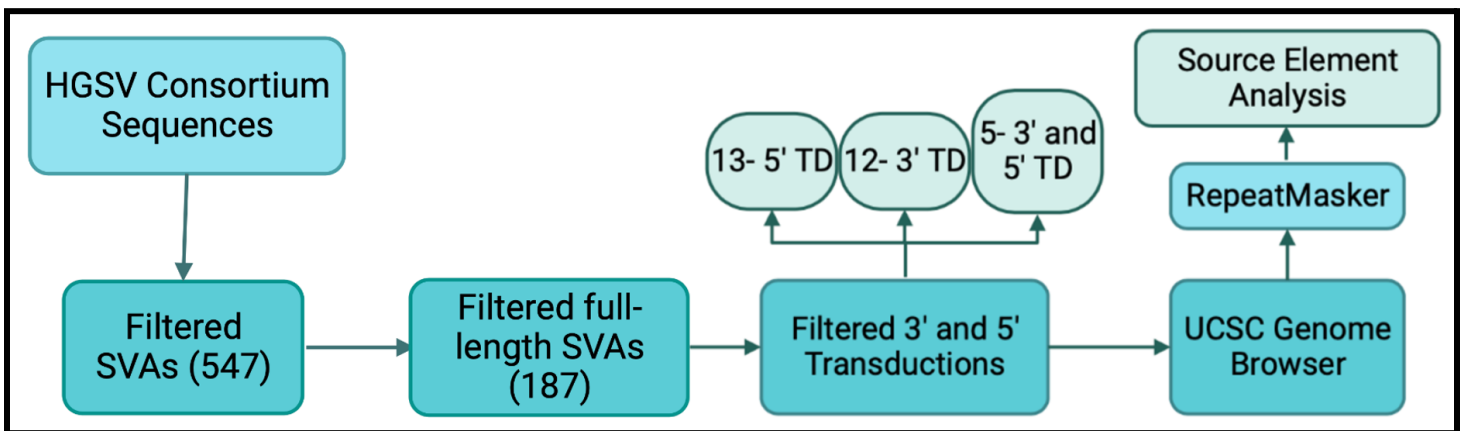 HGSV Consortium
Sequences
Filtered
SVAs (547)
Filtered full-
length SVAs
(187)
Filtered 3' and 5'
Transductions
13- 5' TD
12- 3' TD
5- 3' and
5' TD
UCSC Genome
Browser
RepeatMasker
Source Element
Analysis